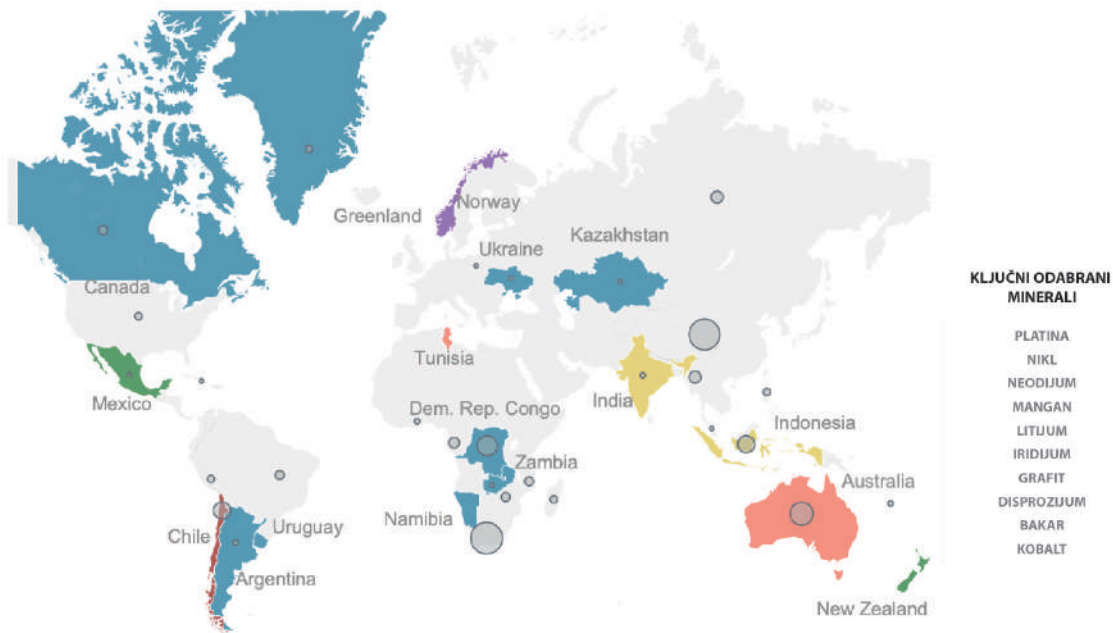 Greenland
Norway
Ukraine
Kazakhstan
Canada
Tunisia
Mexico
India
Dem. Rep. Congo
Indonesia
Zambia
Australia
Namibia
Chile
Uruguay
Argentina
New Zealand
KLJUČNI ODABRANI
MINERALI
PLATINA
NIKL
NEODIJUM
MANGAN
LITIJUM
IRIDIJUM
GRAFIT
DISPROZIJUM
BAKAR
KOBALT